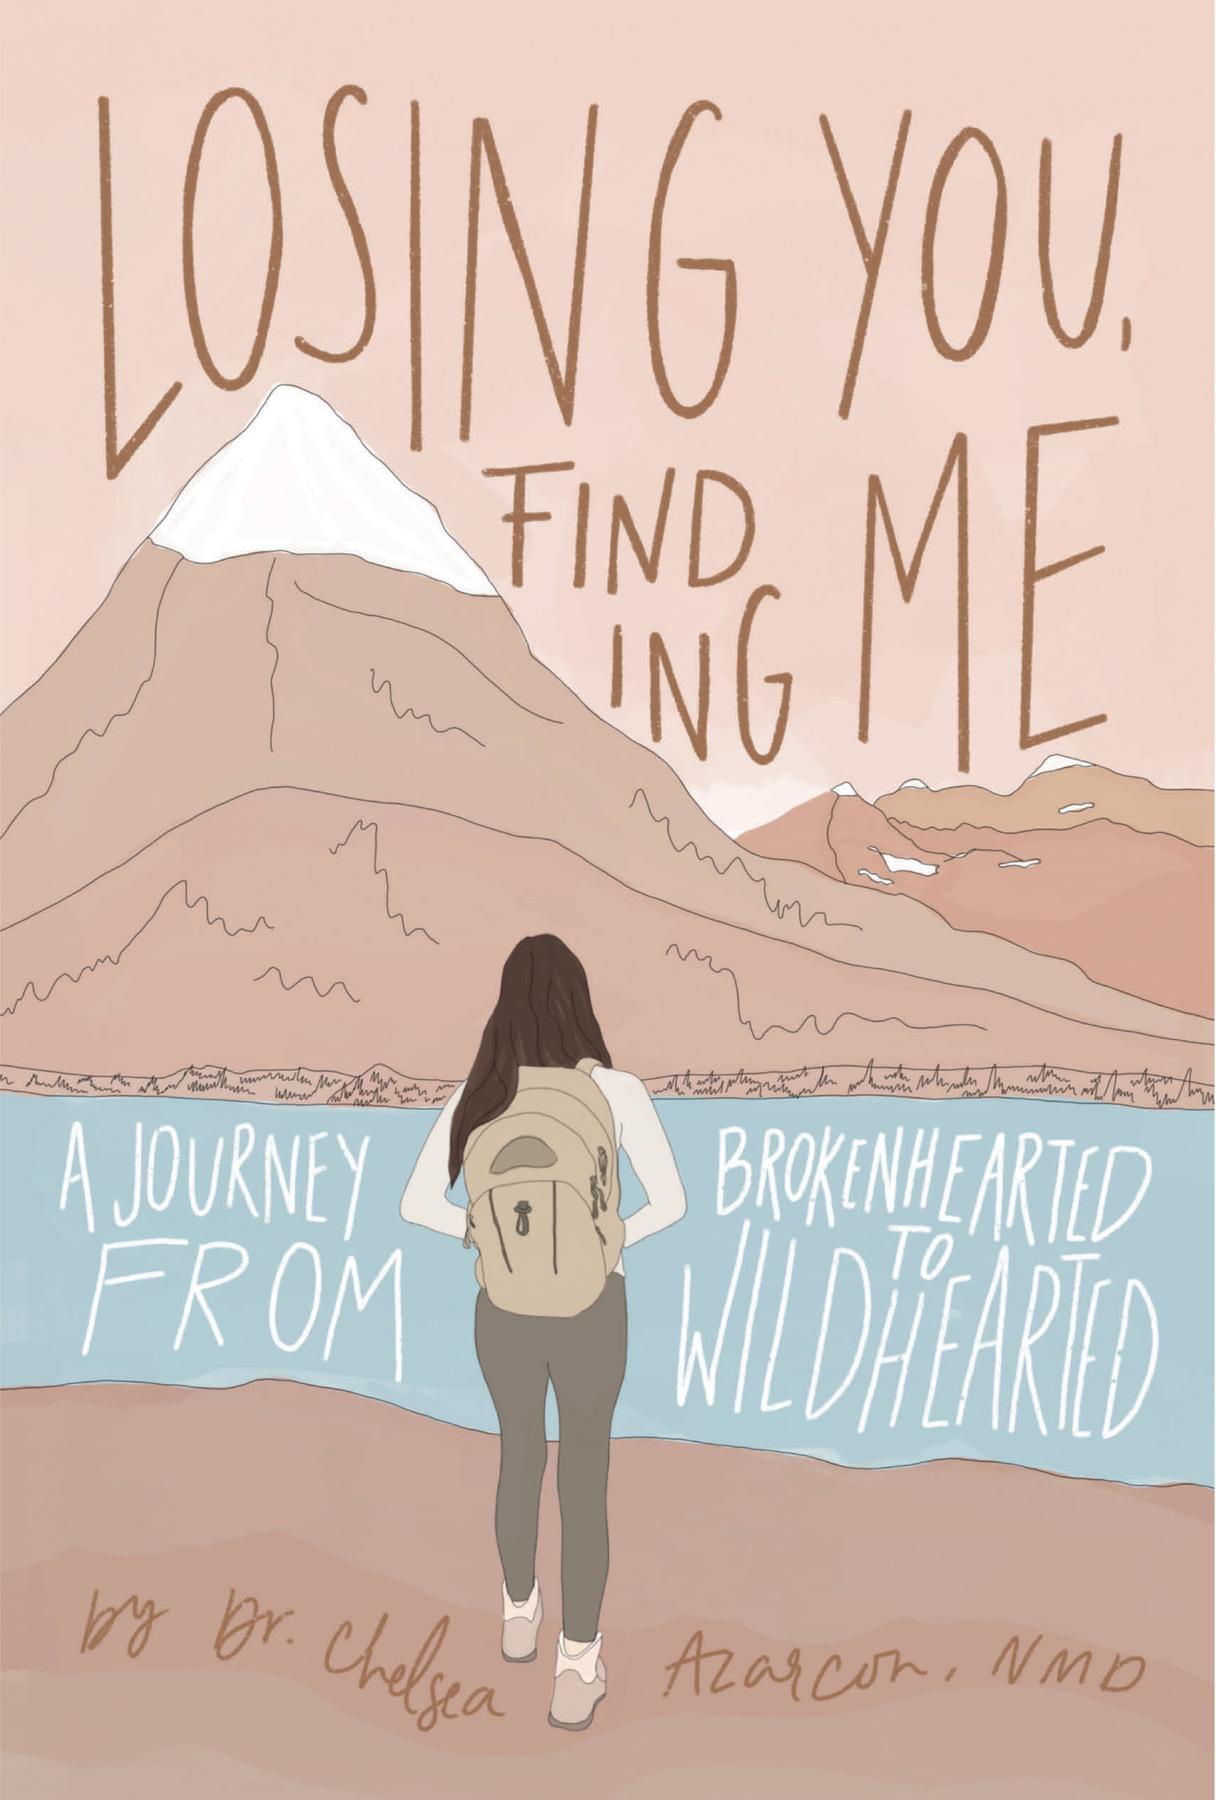 LOSING YOU,
FIND
ING ME
A JOURNEY
FROM
BROKENHEARTED
TO
WILDHEARTED
by Dr. Chelsea Azarcon, NMD